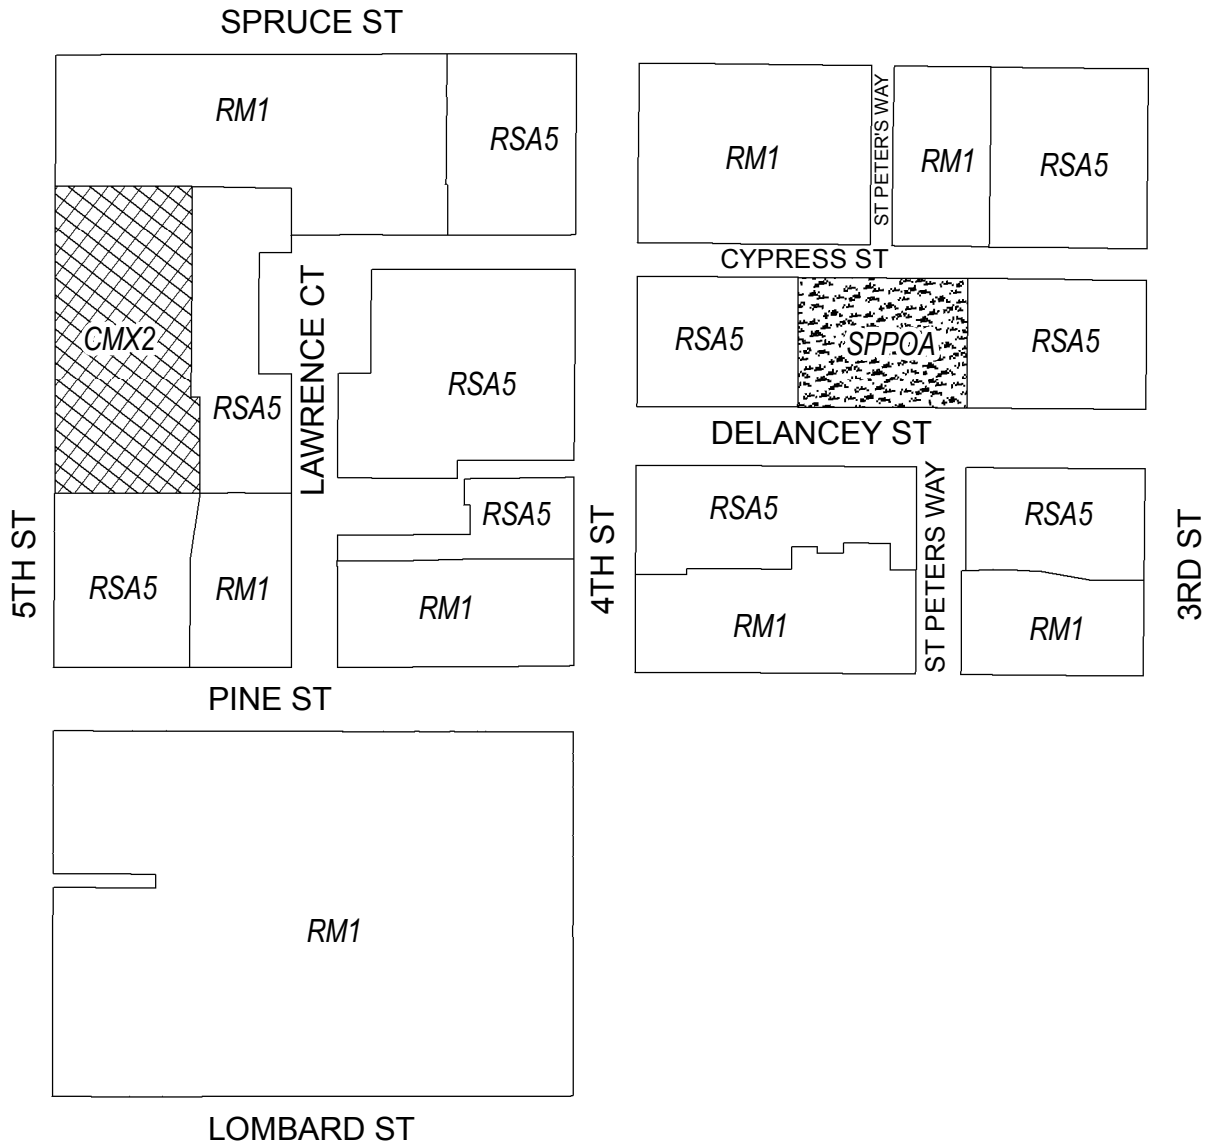 SPRUCE ST
RM1
RSA5
RM1
ST PETER'S WAY
RM1
RSA5
CYPRESS ST
CMX2
RSA5
LAWRENCE CT
RSA5
RSA5
SPPOA
RSA5
DELANCEY ST
5TH ST
RSA5
RM1
RSA5
RM1
4TH ST
RSA5
RM1
ST PETERS WAY
RSA5
RM1
3RD ST
PINE ST
RM1
LOMBARD ST